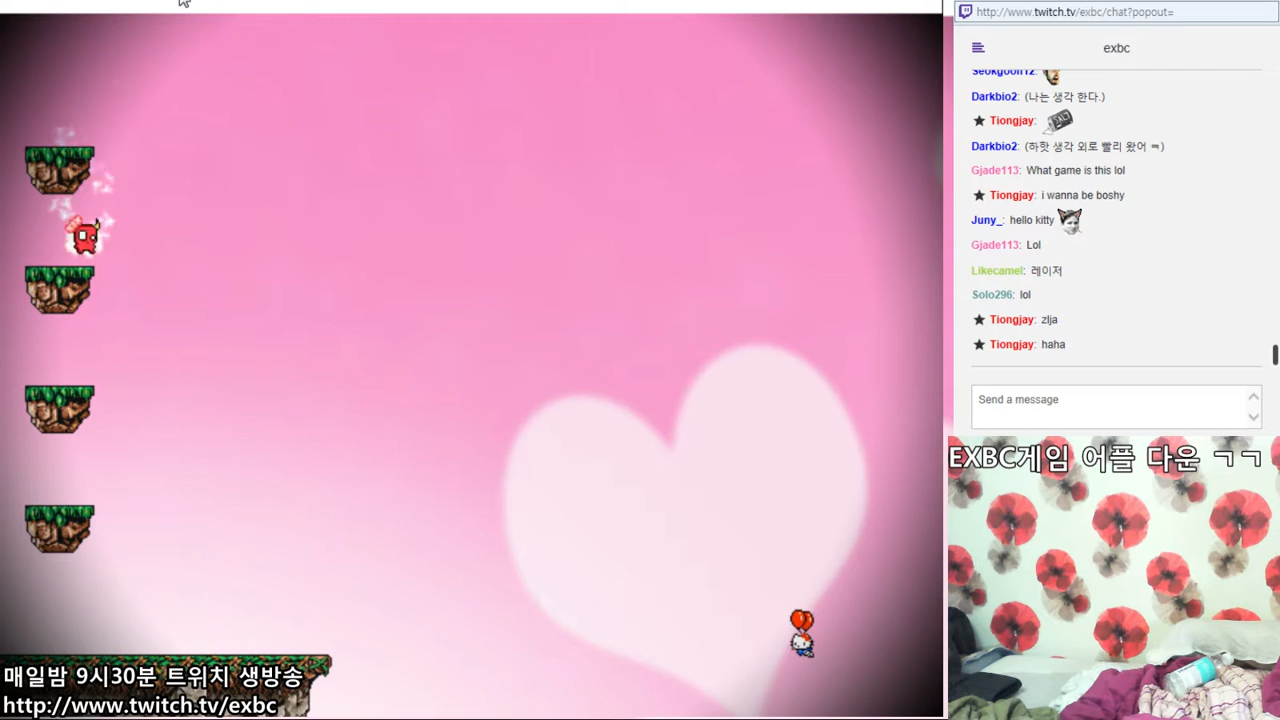 http://www.twitch.tv/exbc/chat?popout=
exbc
Seokgoon12:
Darkbio2: (나는 생각 한다.)
Tiongjay:
Darkbio2: (하핫 생각 외로 빨리 왔어 ㅋ)
Gjade113: What game is this lol
Tiongjay: i wanna be boshy
Juny_: hello kitty
Gjade113: Lol
Likecamel: 레이저
Solo296: lol
Tiongjay: zlja
Tiongjay: haha
Send a message
EXBC게임 어플 다운 ㄱㄱ
매일밤 9시30분 트위치 생방송
http://www.twitch.tv/exbc